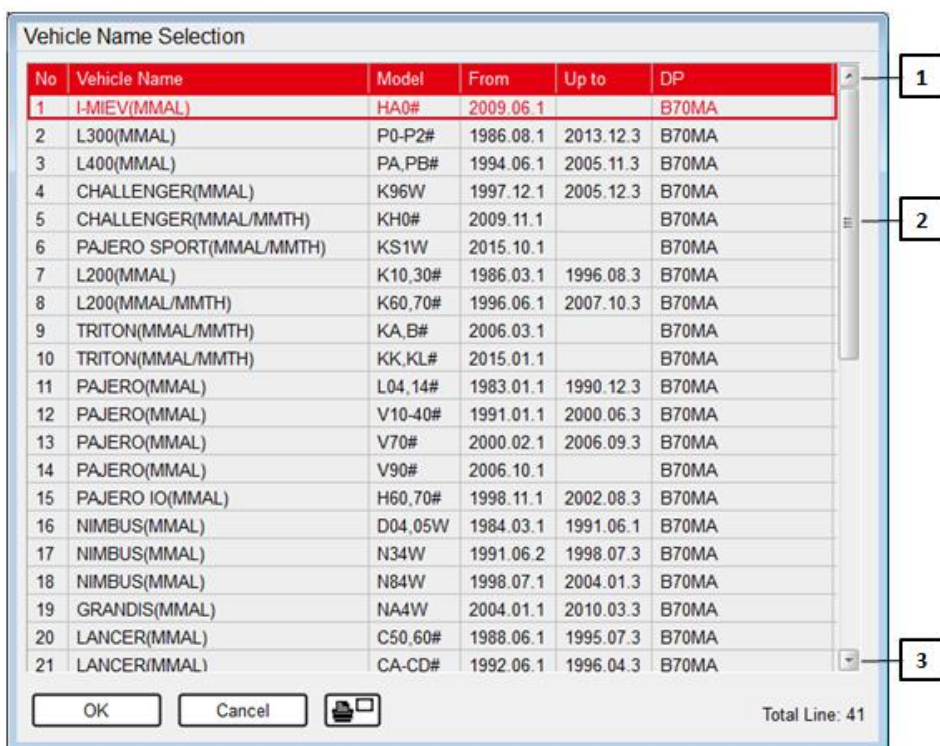 Vehicle Name Selection
No Vehicle Name Model From Up to DP
1 I-MIEV(MMAL) HA0# 2009.06.1 B70MA
2 L300(MMAL) P0-P2# 1986.08.1 2013.12.3 B70MA
3 L400(MMAL) PA,PB# 1994.06.1 2005.11.3 B70MA
4 CHALLENGER(MMAL) K96W 1997.12.1 2005.12.3 B70MA
5 CHALLENGER(MMAL/MMTH) KH0# 2009.11.1 B70MA
6 PAJERO SPORT(MMAL/MMTH) KS1W 2015.10.1 B70MA
7 L200(MMAL) K10,30# 1986.03.1 1996.08.3 B70MA
8 L200(MMAL/MMTH) K60,70# 1996.06.1 2007.10.3 B70MA
9 TRITON(MMAL/MMTH) KA,B# 2006.03.1 B70MA
10 TRITON(MMAL/MMTH) KK,KL# 2015.01.1 B70MA
11 PAJERO(MMAL) L04,14# 1983.01.1 1990.12.3 B70MA
12 PAJERO(MMAL) V10-40# 1991.01.1 2000.06.3 B70MA
13 PAJERO(MMAL) V70# 2000.02.1 2006.09.3 B70MA
14 PAJERO(MMAL) V90# 2006.10.1 B70MA
15 PAJERO IO(MMAL) H60,70# 1998.11.1 2002.08.3 B70MA
16 NIMBUS(MMAL) D04,05W 1984.03.1 1991.06.1 B70MA
17 NIMBUS(MMAL) N34W 1991.06.2 1998.07.3 B70MA
18 NIMBUS(MMAL) N84W 1998.07.1 2004.01.3 B70MA
19 GRANDIS(MMAL) NA4W 2004.01.1 2010.03.3 B70MA
20 LANCER(MMAL) C50,60# 1988.06.1 1995.07.3 B70MA
21 LANCER(MMAL) CA-CD# 1992.06.1 1996.04.3 B70MA
OK Cancel Total Line: 41
1
2
3